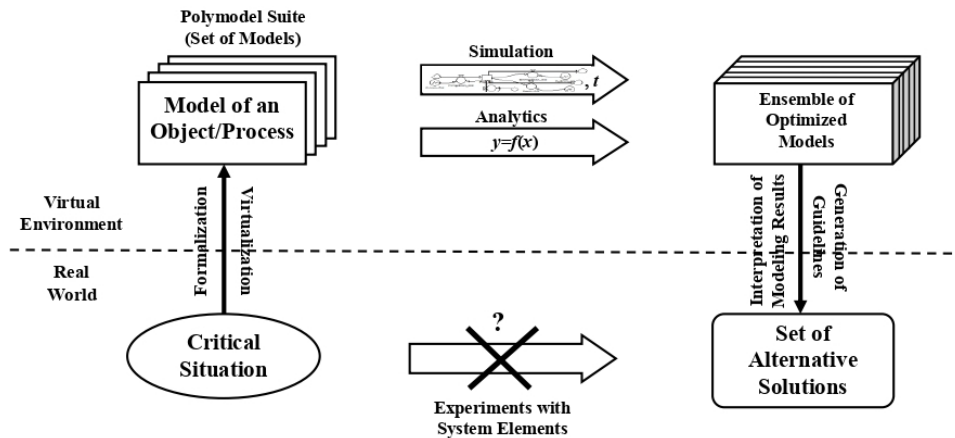 Polymodel Suite
(Set of Models)
Model of an
Object/Process
Simulation
, t
Analytics
y=f(x)
Ensemble of
Optimized
Models
Formalization
Virtualization
Interpretation of
Modeling Results
Generation of
Guidelines
Virtual
Environment
Real
World
Critical
Situation
?
Experiments with
System Elements
Set of
Alternative
Solutions